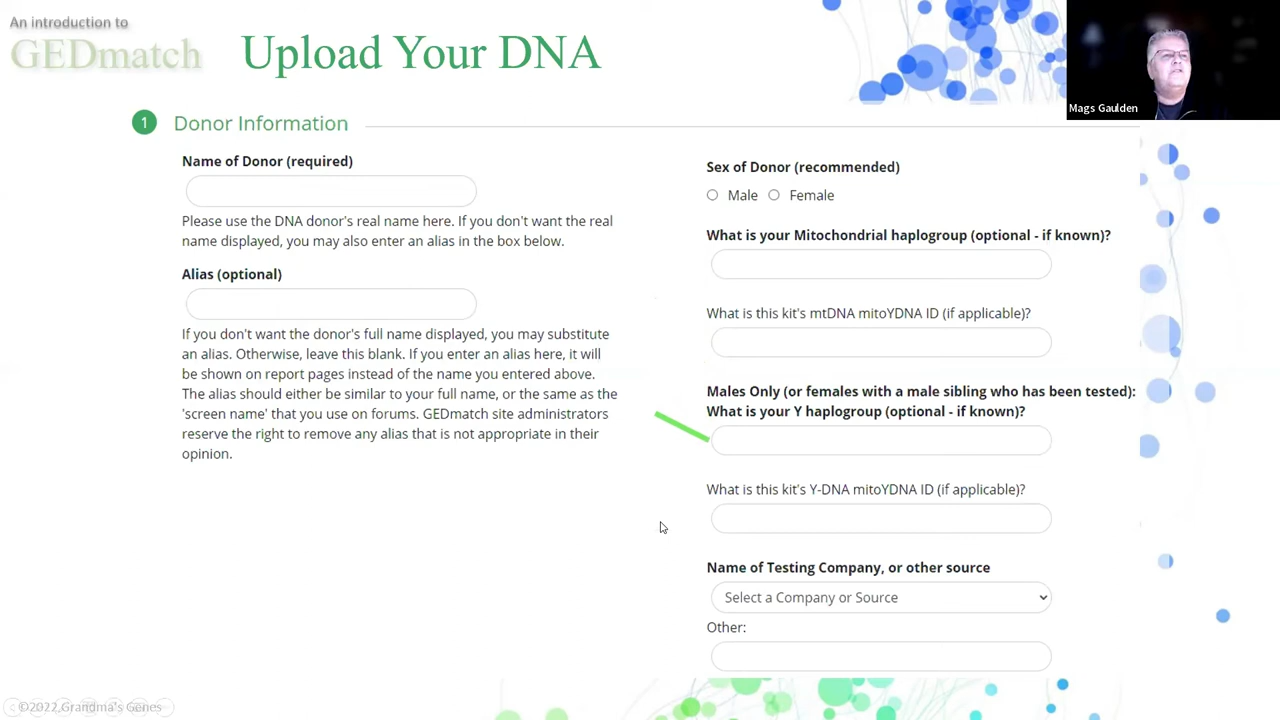 An introduction to
GEDmatch
Upload Your DNA
Mags Gaulden
1 Donor Information
Name of Donor (required)
Please use the DNA donor's real name here. If you don't want the real
name displayed, you may also enter an alias in the box below.
Alias (optional)
If you don't want the donor's full name displayed, you may substitute
an alias. Otherwise, leave this blank. If you enter an alias here, it will
be shown on report pages instead of the name you entered above.
The alias should either be similar to your full name, or the same as the
'screen name' that you use on forums. GEDmatch site administrators
reserve the right to remove any alias that is not appropriate in their
opinion.
Sex of Donor (recommended)
Male Female
What is your Mitochondrial haplogroup (optional - if known)?
What is this kit's mtDNA mitoYDNA ID (if applicable)?
Males Only (or females with a male sibling who has been tested):
What is your Y haplogroup (optional - if known)?
What is this kit's Y-DNA mitoYDNA ID (if applicable)?
Name of Testing Company, or other source
Select a Company or Source
Other:
©2022 Grandma's Genes